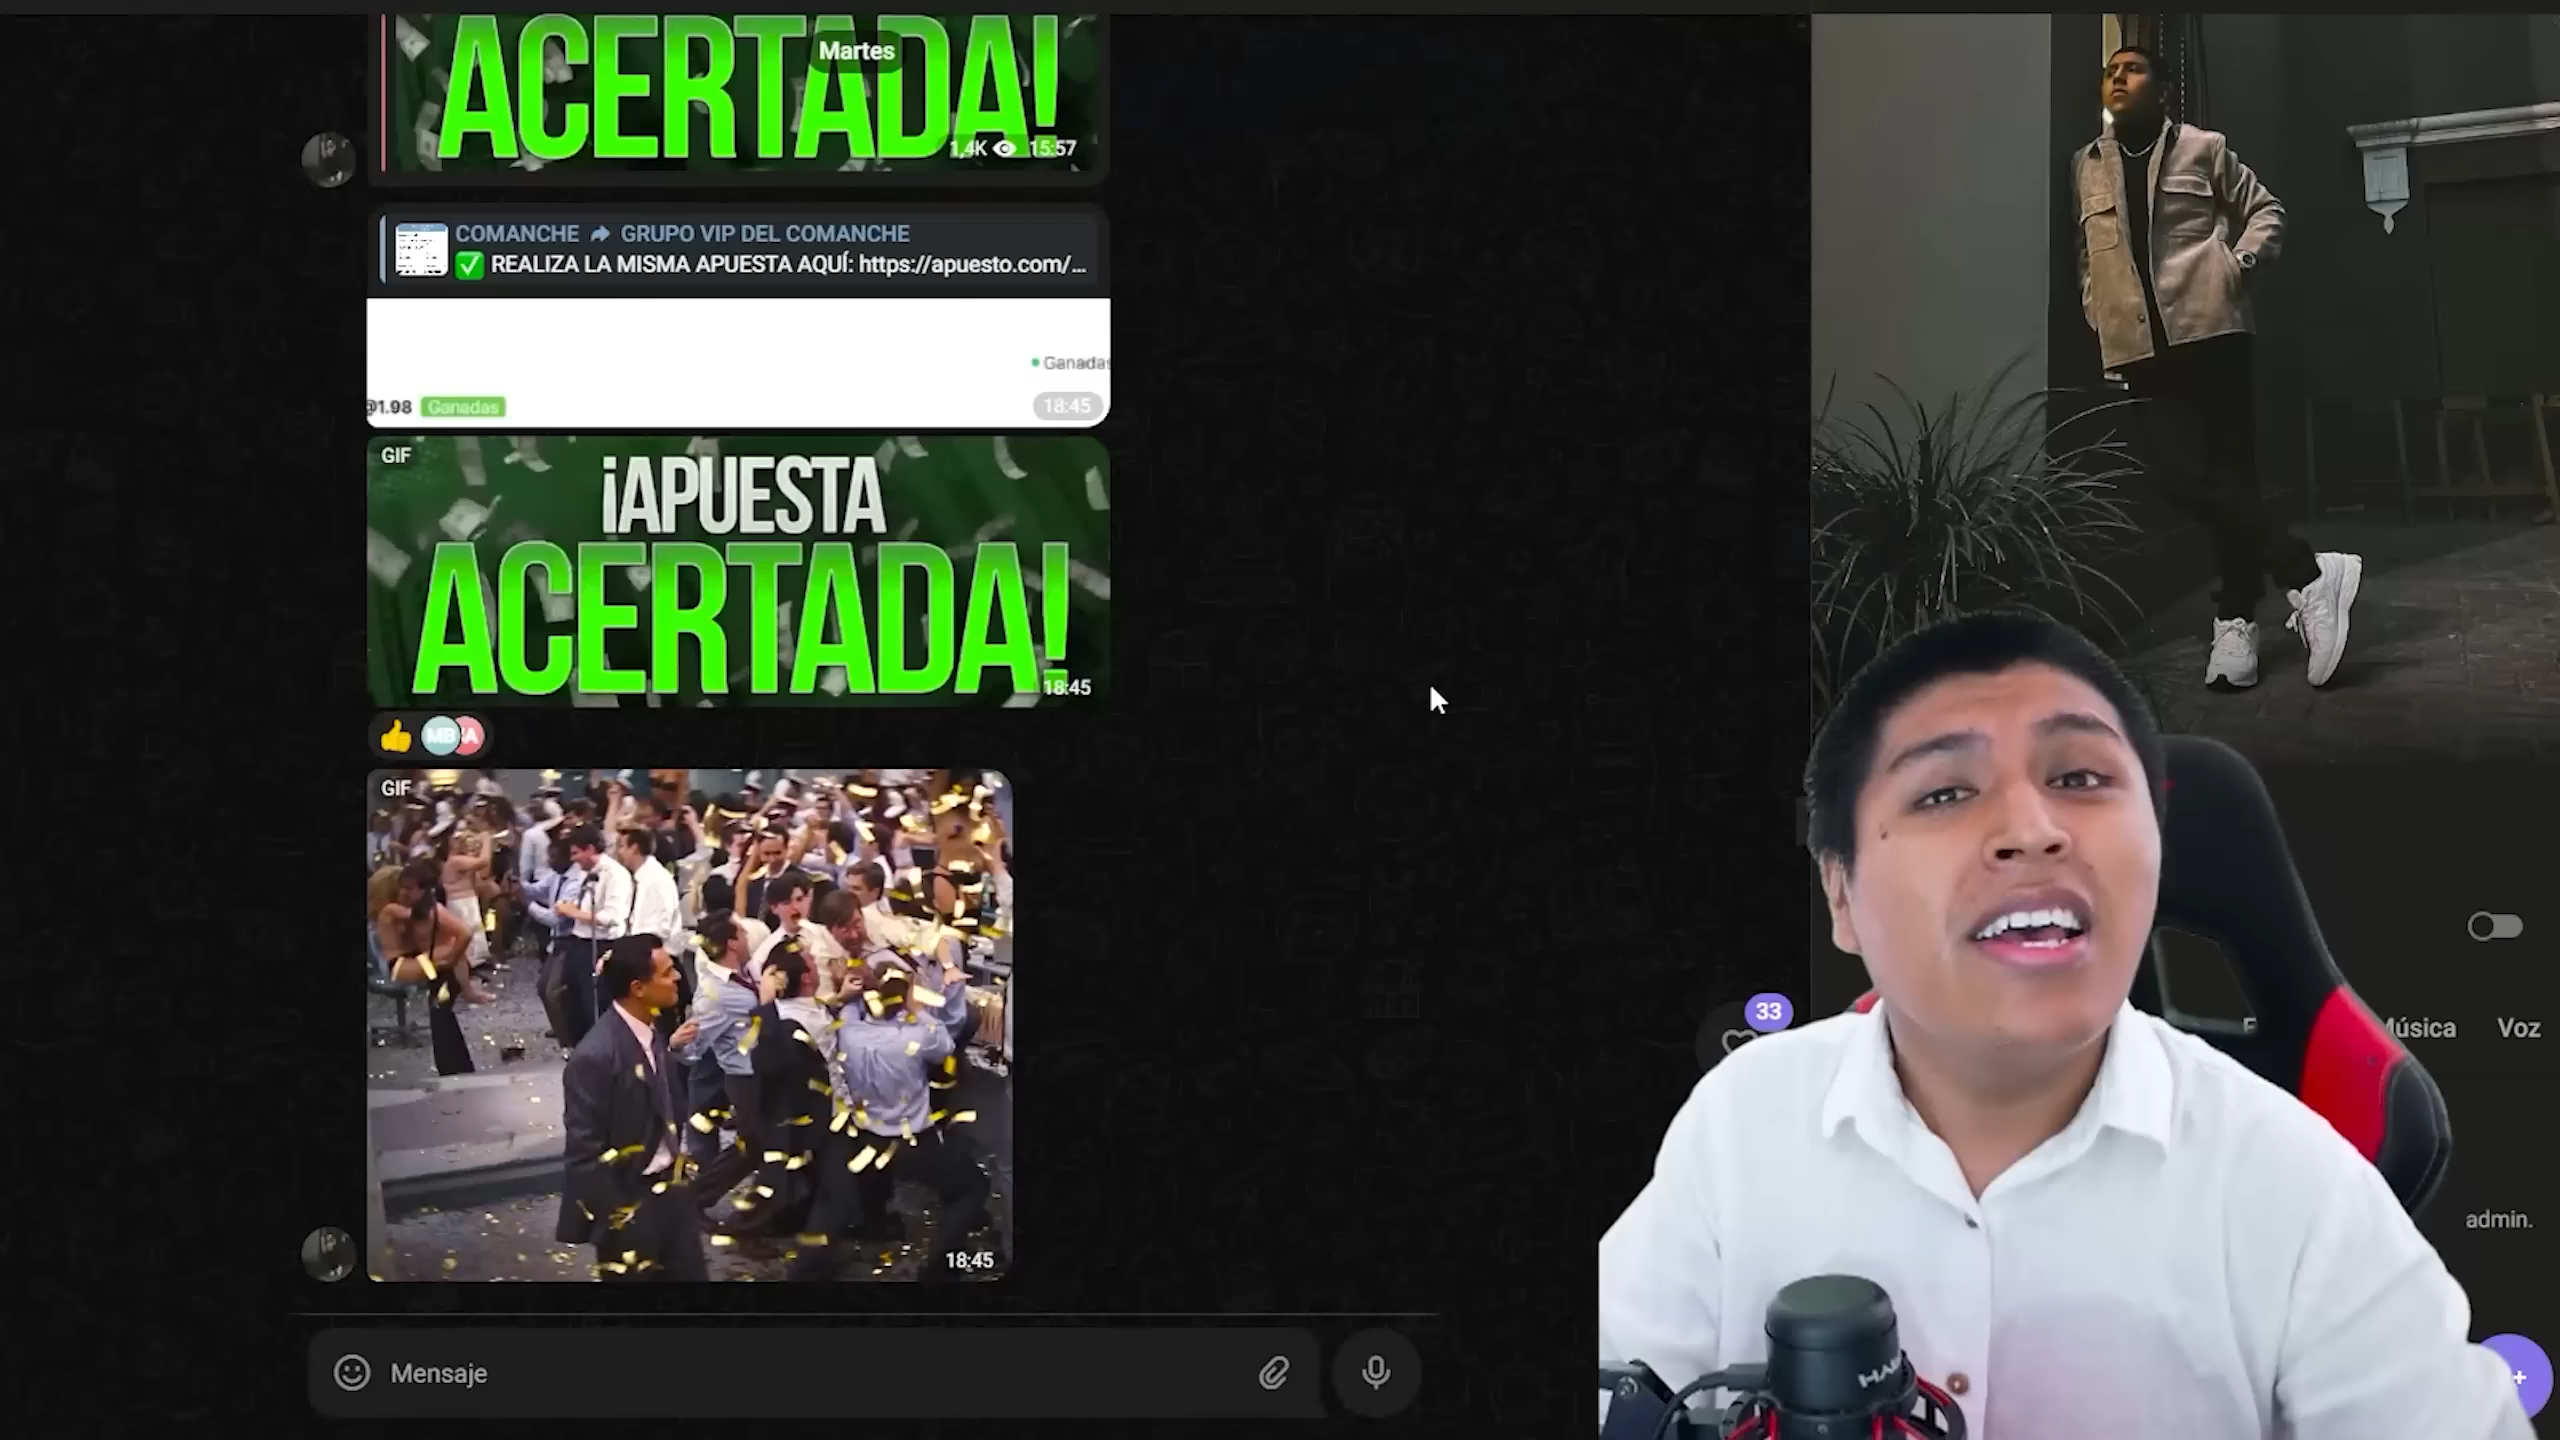 Martes
ACERTADA!
1,4K 15:57
COMANCHE GRUPO VIP DEL COMANCHE
REALIZA LA MISMA APUESTA AQUÍ: https://apuesto.com/...
Ganadas
@1.98 Ganadas
18:45
GIF
¡APUESTA
ACERTADA!
18:45
MB A
GIF
18:45
33
Música Voz
admin.
Mensaje